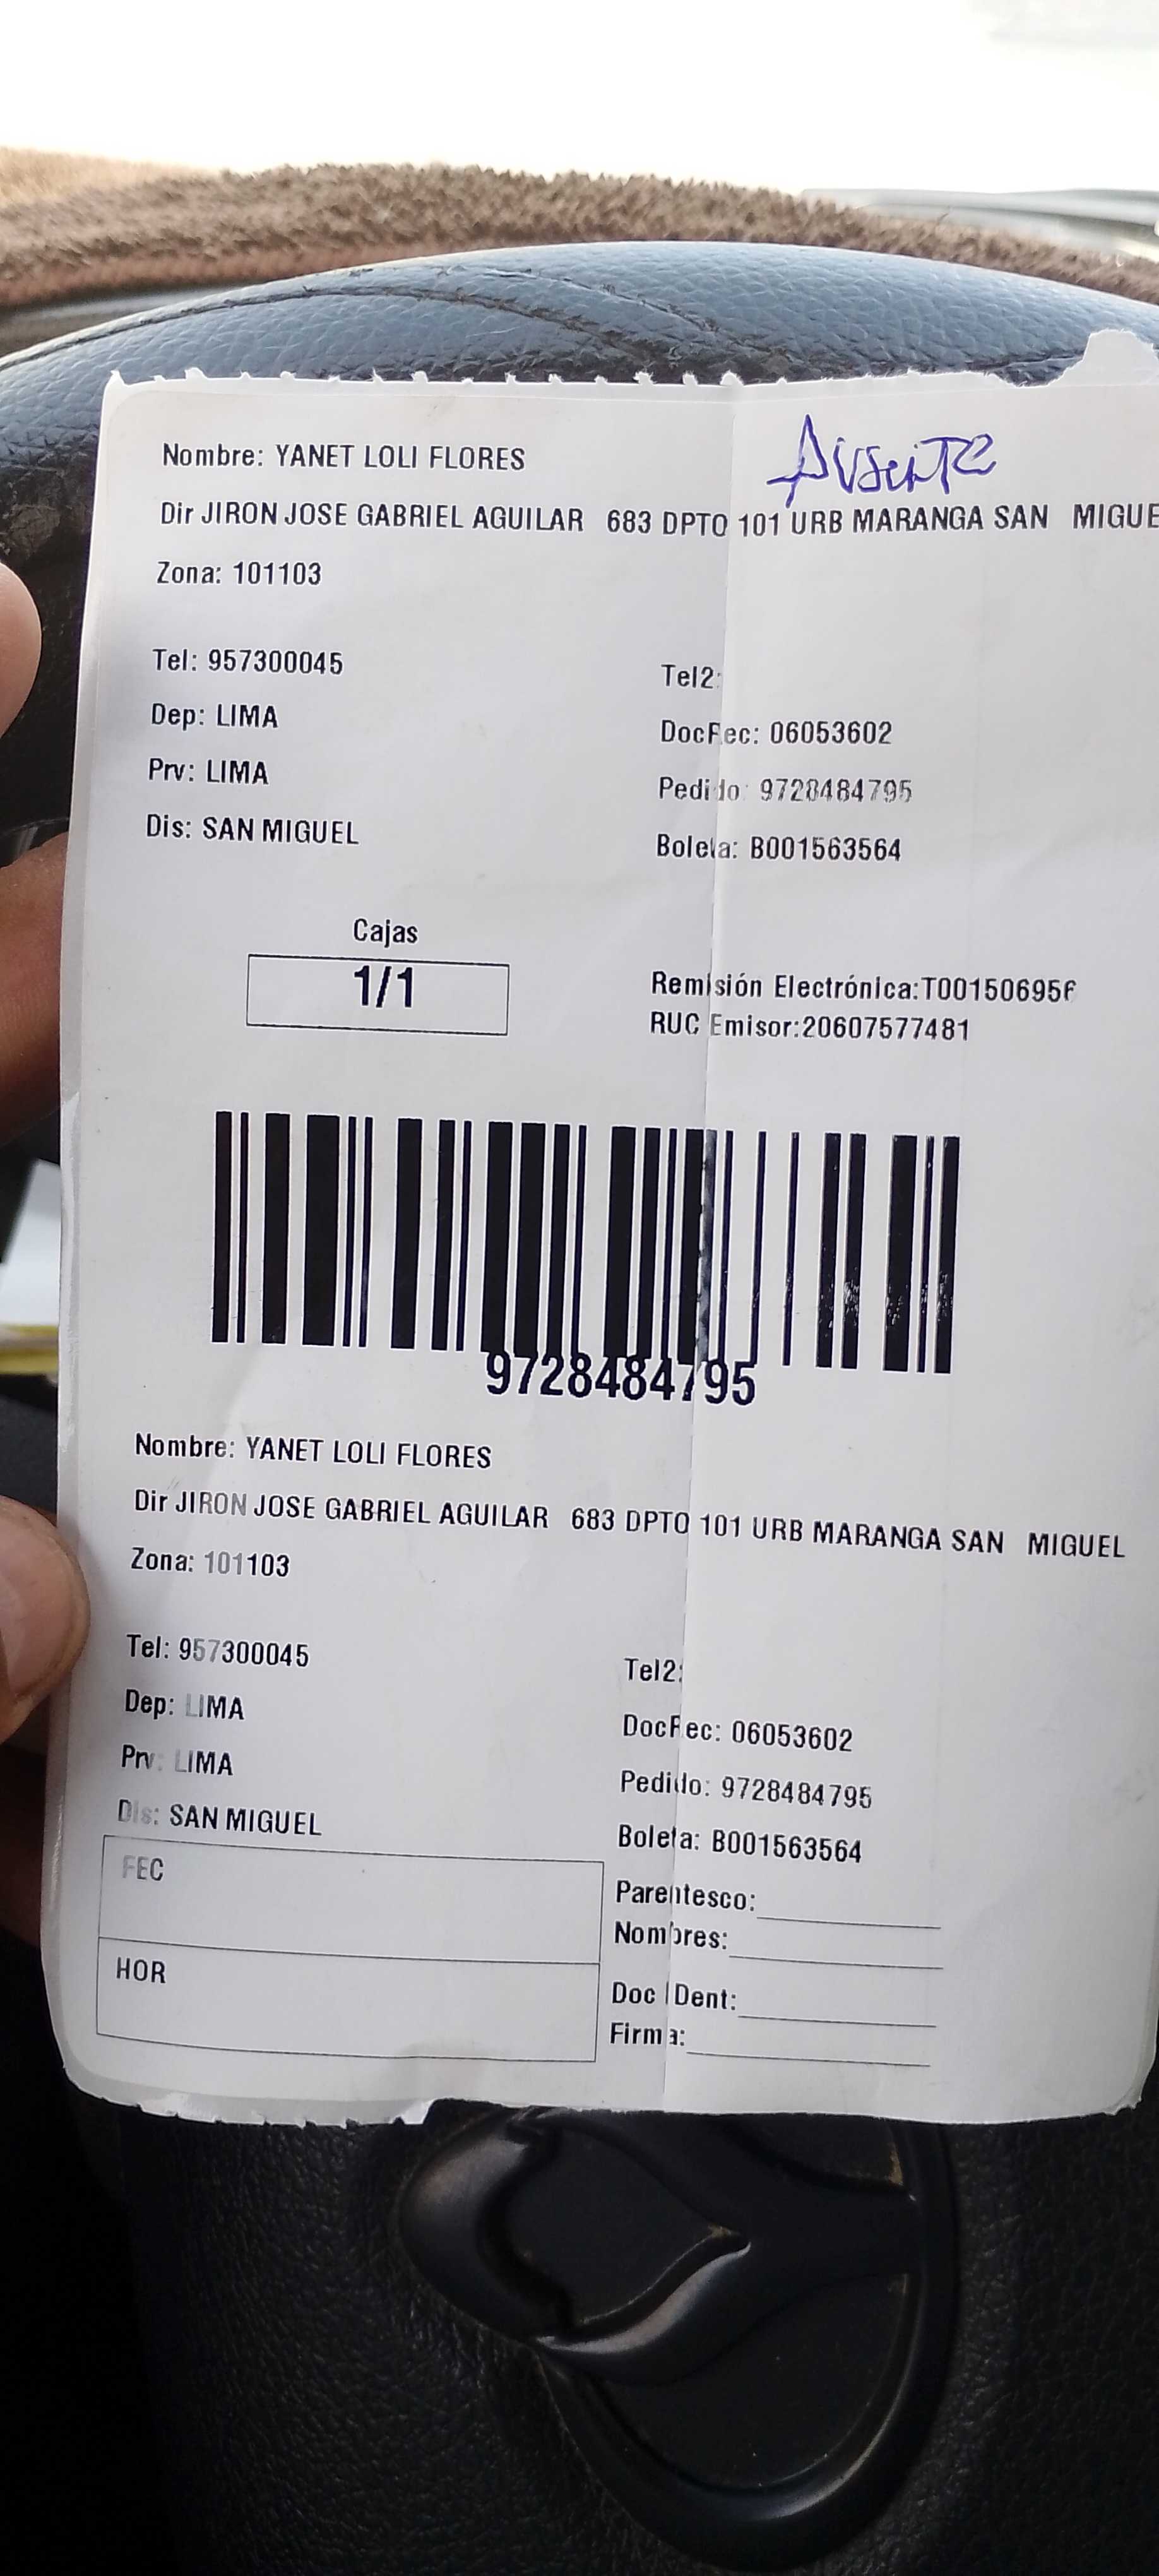 Nombre: YANET LOLI FLORES
Ausente
Dir JIRON JOSE GABRIEL AGUILAR 683 DPTO 101 URB MARANGA SAN MIGUE
Zona: 101103
Tel: 957300045
Tel2:
Dep: LIMA
DocRec: 06053602
Prv: LIMA
Pedido: 9728484795
Dis: SAN MIGUEL
Boleta: B001563564
Cajas
1/1
Remisión Electrónica:T001506956
RUC Emisor:20607577481
9728484795
Nombre: YANET LOLI FLORES
Dir JIRON JOSE GABRIEL AGUILAR 683 DPTO 101 URB MARANGA SAN MIGUEL
Zona: 101103
Tel: 957300045
Tel2:
Dep: LIMA
DocRec: 06053602
Prv: LIMA
Pedido: 9728484795
Dis: SAN MIGUEL
Boleta: B001563564
FEC
Parentesco:
Nombres:
HOR
Doc IDent:
Firma: